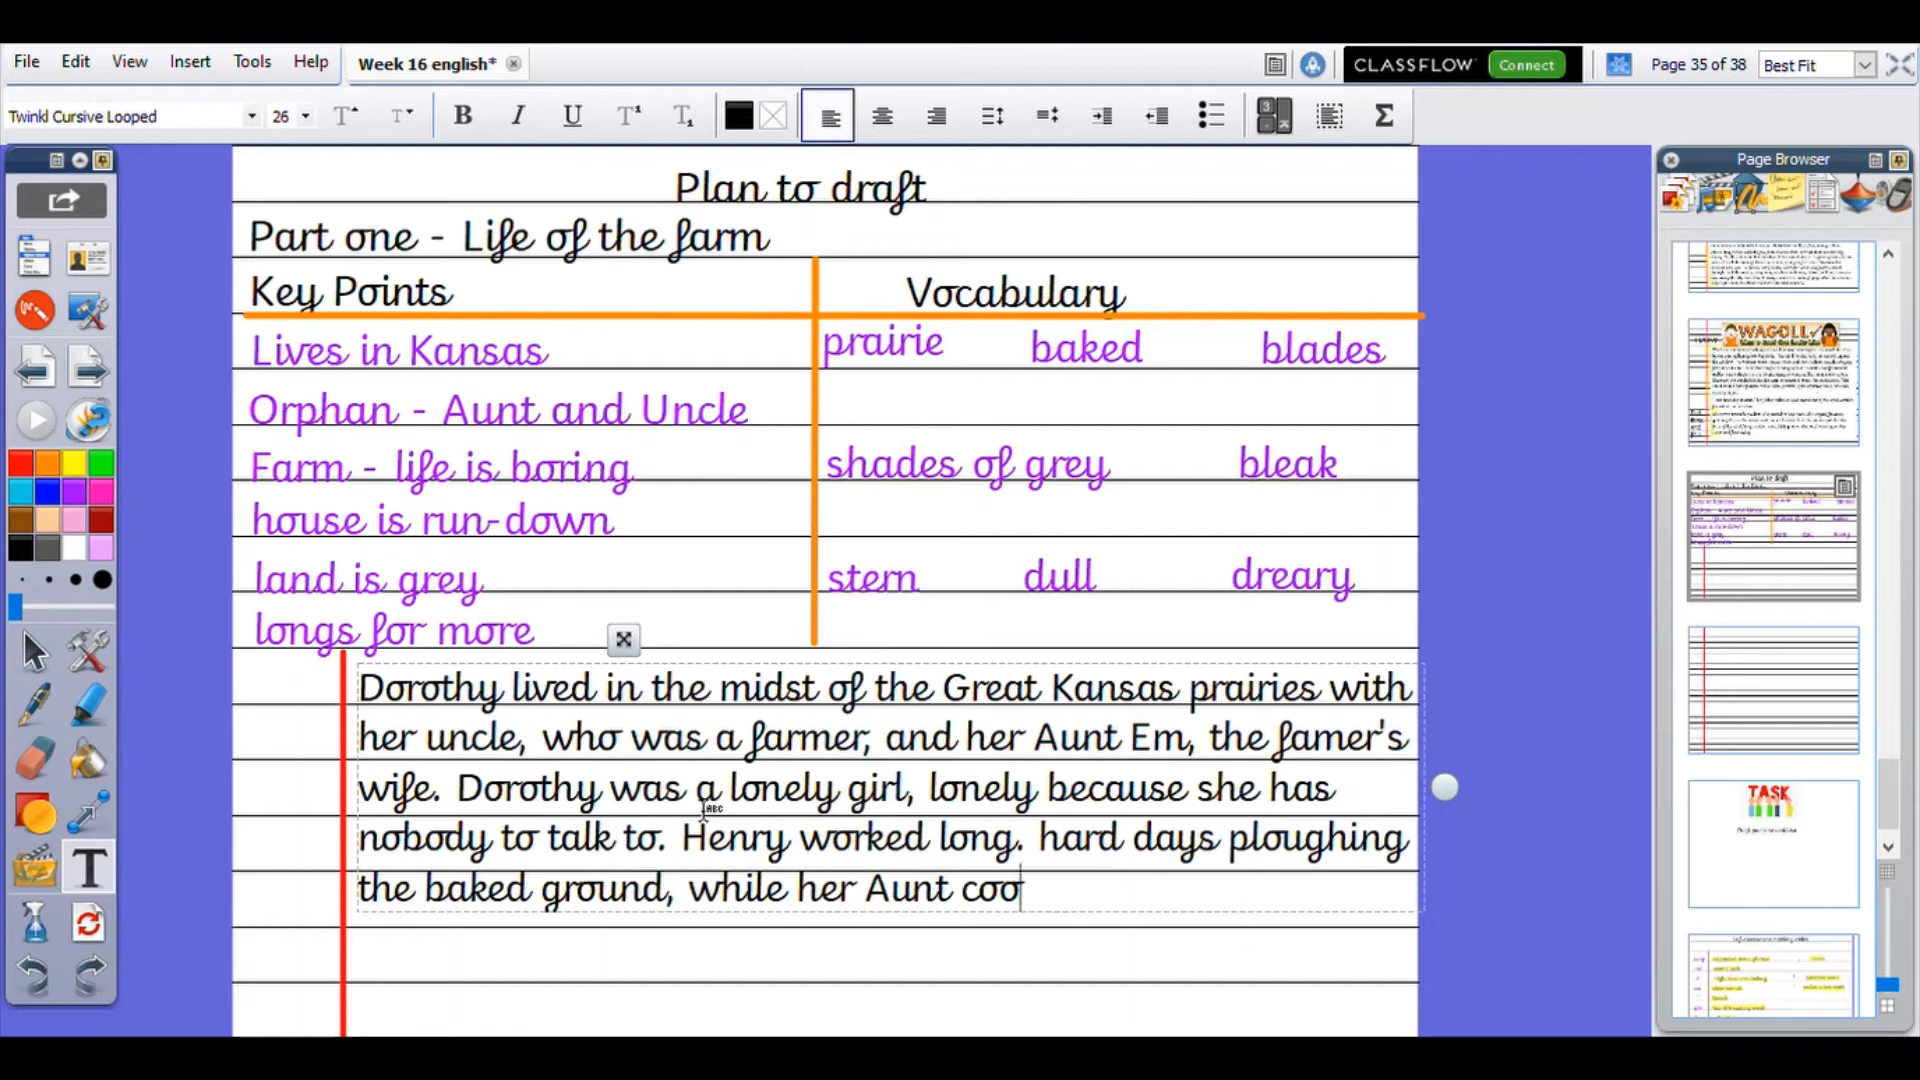 File Edit View Insert Tools Help Week 16 english* CLASSFLOW Connect Page 35 of 38 Best Fit
Twinkl Cursive Looped 26
Page Browser
Plan to draft
Part one - Life of the farm
Key Points Vocabulary
Lives in Kansas prairie baked blades
Orphan - Aunt and Uncle
Farm - life is boring shades of grey bleak
house is run-down
land is grey stern dull dreary
longs for more
Dorothy lived in the midst of the Great Kansas prairies with
her uncle, who was a farmer, and her Aunt Em, the famer's
wife. Dorothy was a lonely girl, lonely because she has
nobody to talk to. Henry worked long. hard days ploughing
the baked ground, while her Aunt coo
WAGOLL
Plan to draft
TASK